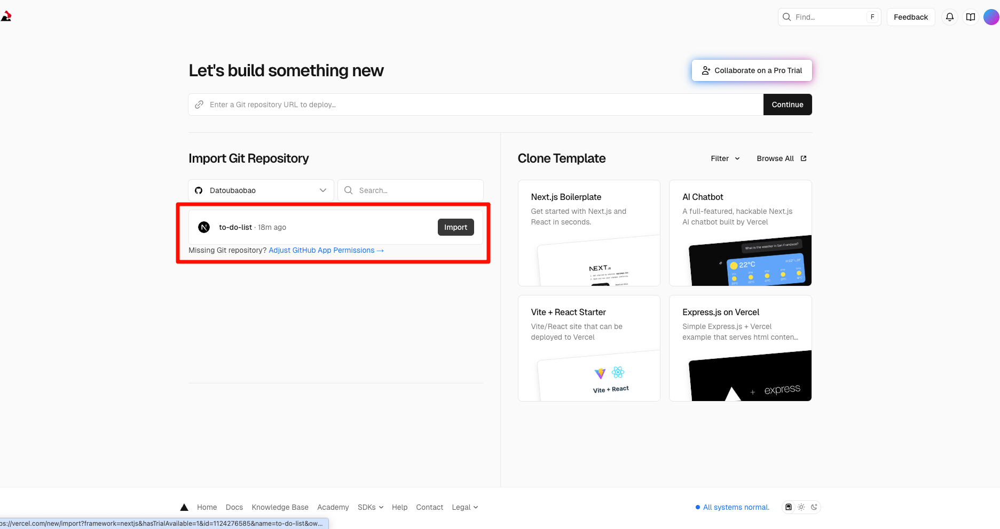 Find...
F
Feedback
Let's build something new
Collaborate on a Pro Trial
Enter a Git repository URL to deploy...
Continue
Import Git Repository
Datoubaobao
Search...
to-do-list · 18m ago
Import
Missing Git repository? Adjust GitHub App Permissions →
Clone Template
Filter
Browse All
Next.js Boilerplate
Get started with Next.js and
React in seconds.
NEXT.JS
AI Chatbot
A full-featured, hackable Next.js
AI chatbot built by Vercel
What is the weather in San Francisco?
22°C
Vite + React Starter
Vite/React site that can be
deployed to Vercel
Vite + React
Express.js on Vercel
Simple Express.js + Vercel
example that serves html conten...
+ express
Home
Docs
Knowledge Base
Academy
SDKs
Help
Contact
Legal
All systems normal.
ps://vercel.com/new/import?framework=nextjs&hasTrialAvailable=1&id=1124276585&name=to-do-list&ow...